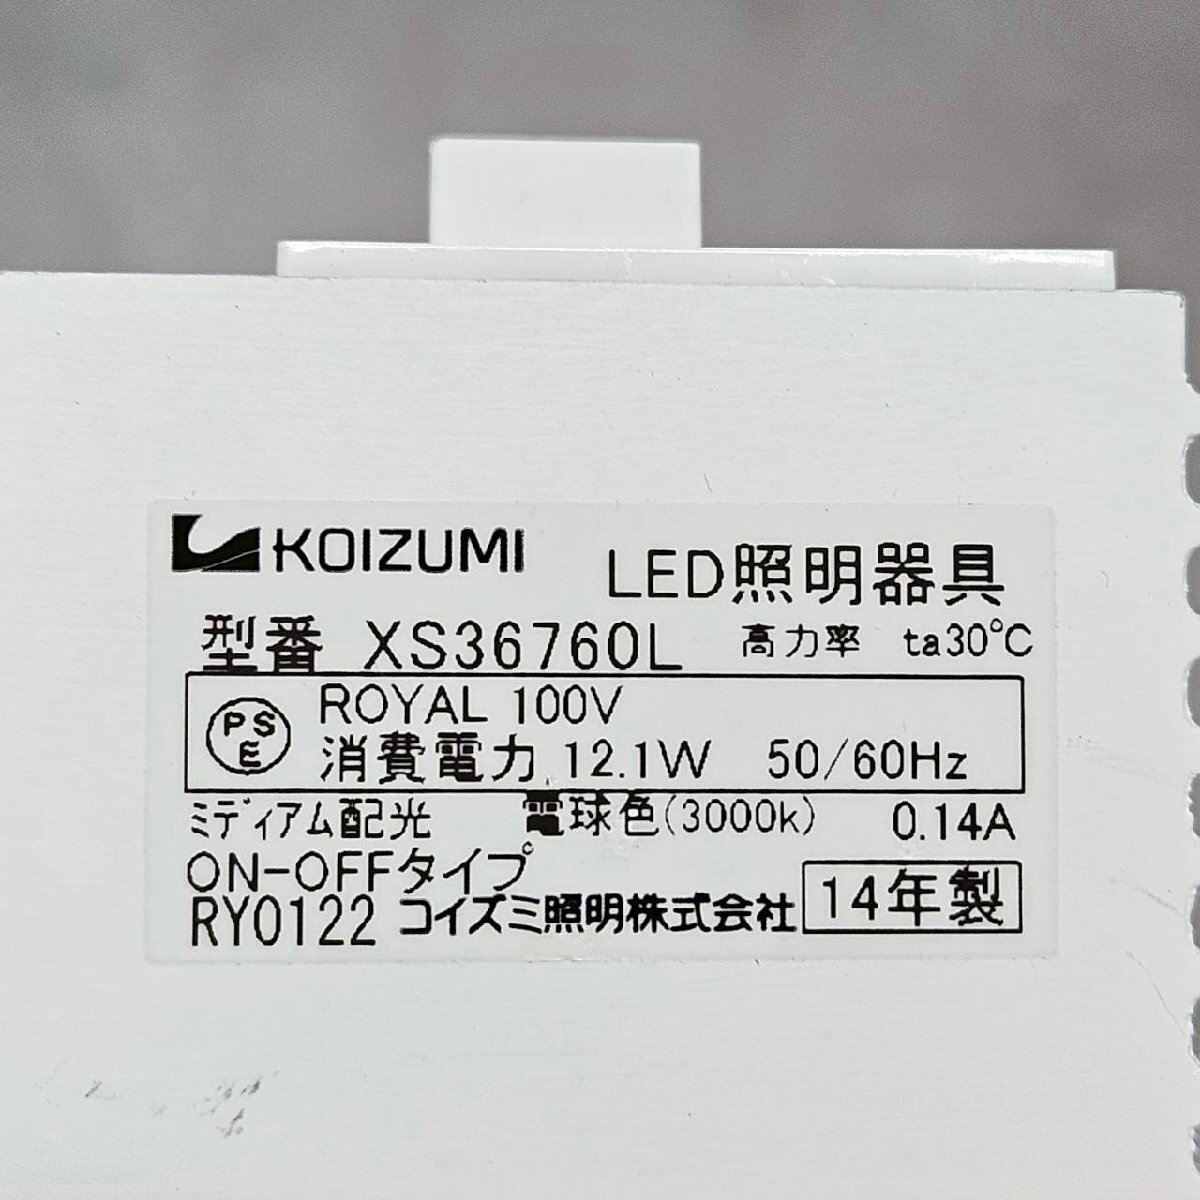 KOIZUMI LED照明器具
型番 XS36760L 高力率 ta30℃
PSE ROYAL 100V
消費電力 12.1W 50/60Hz
ミディアム配光 電球色(3000k) 0.14A
ON-OFFタイプ
RY0122 コイズミ照明株式会社 14年製